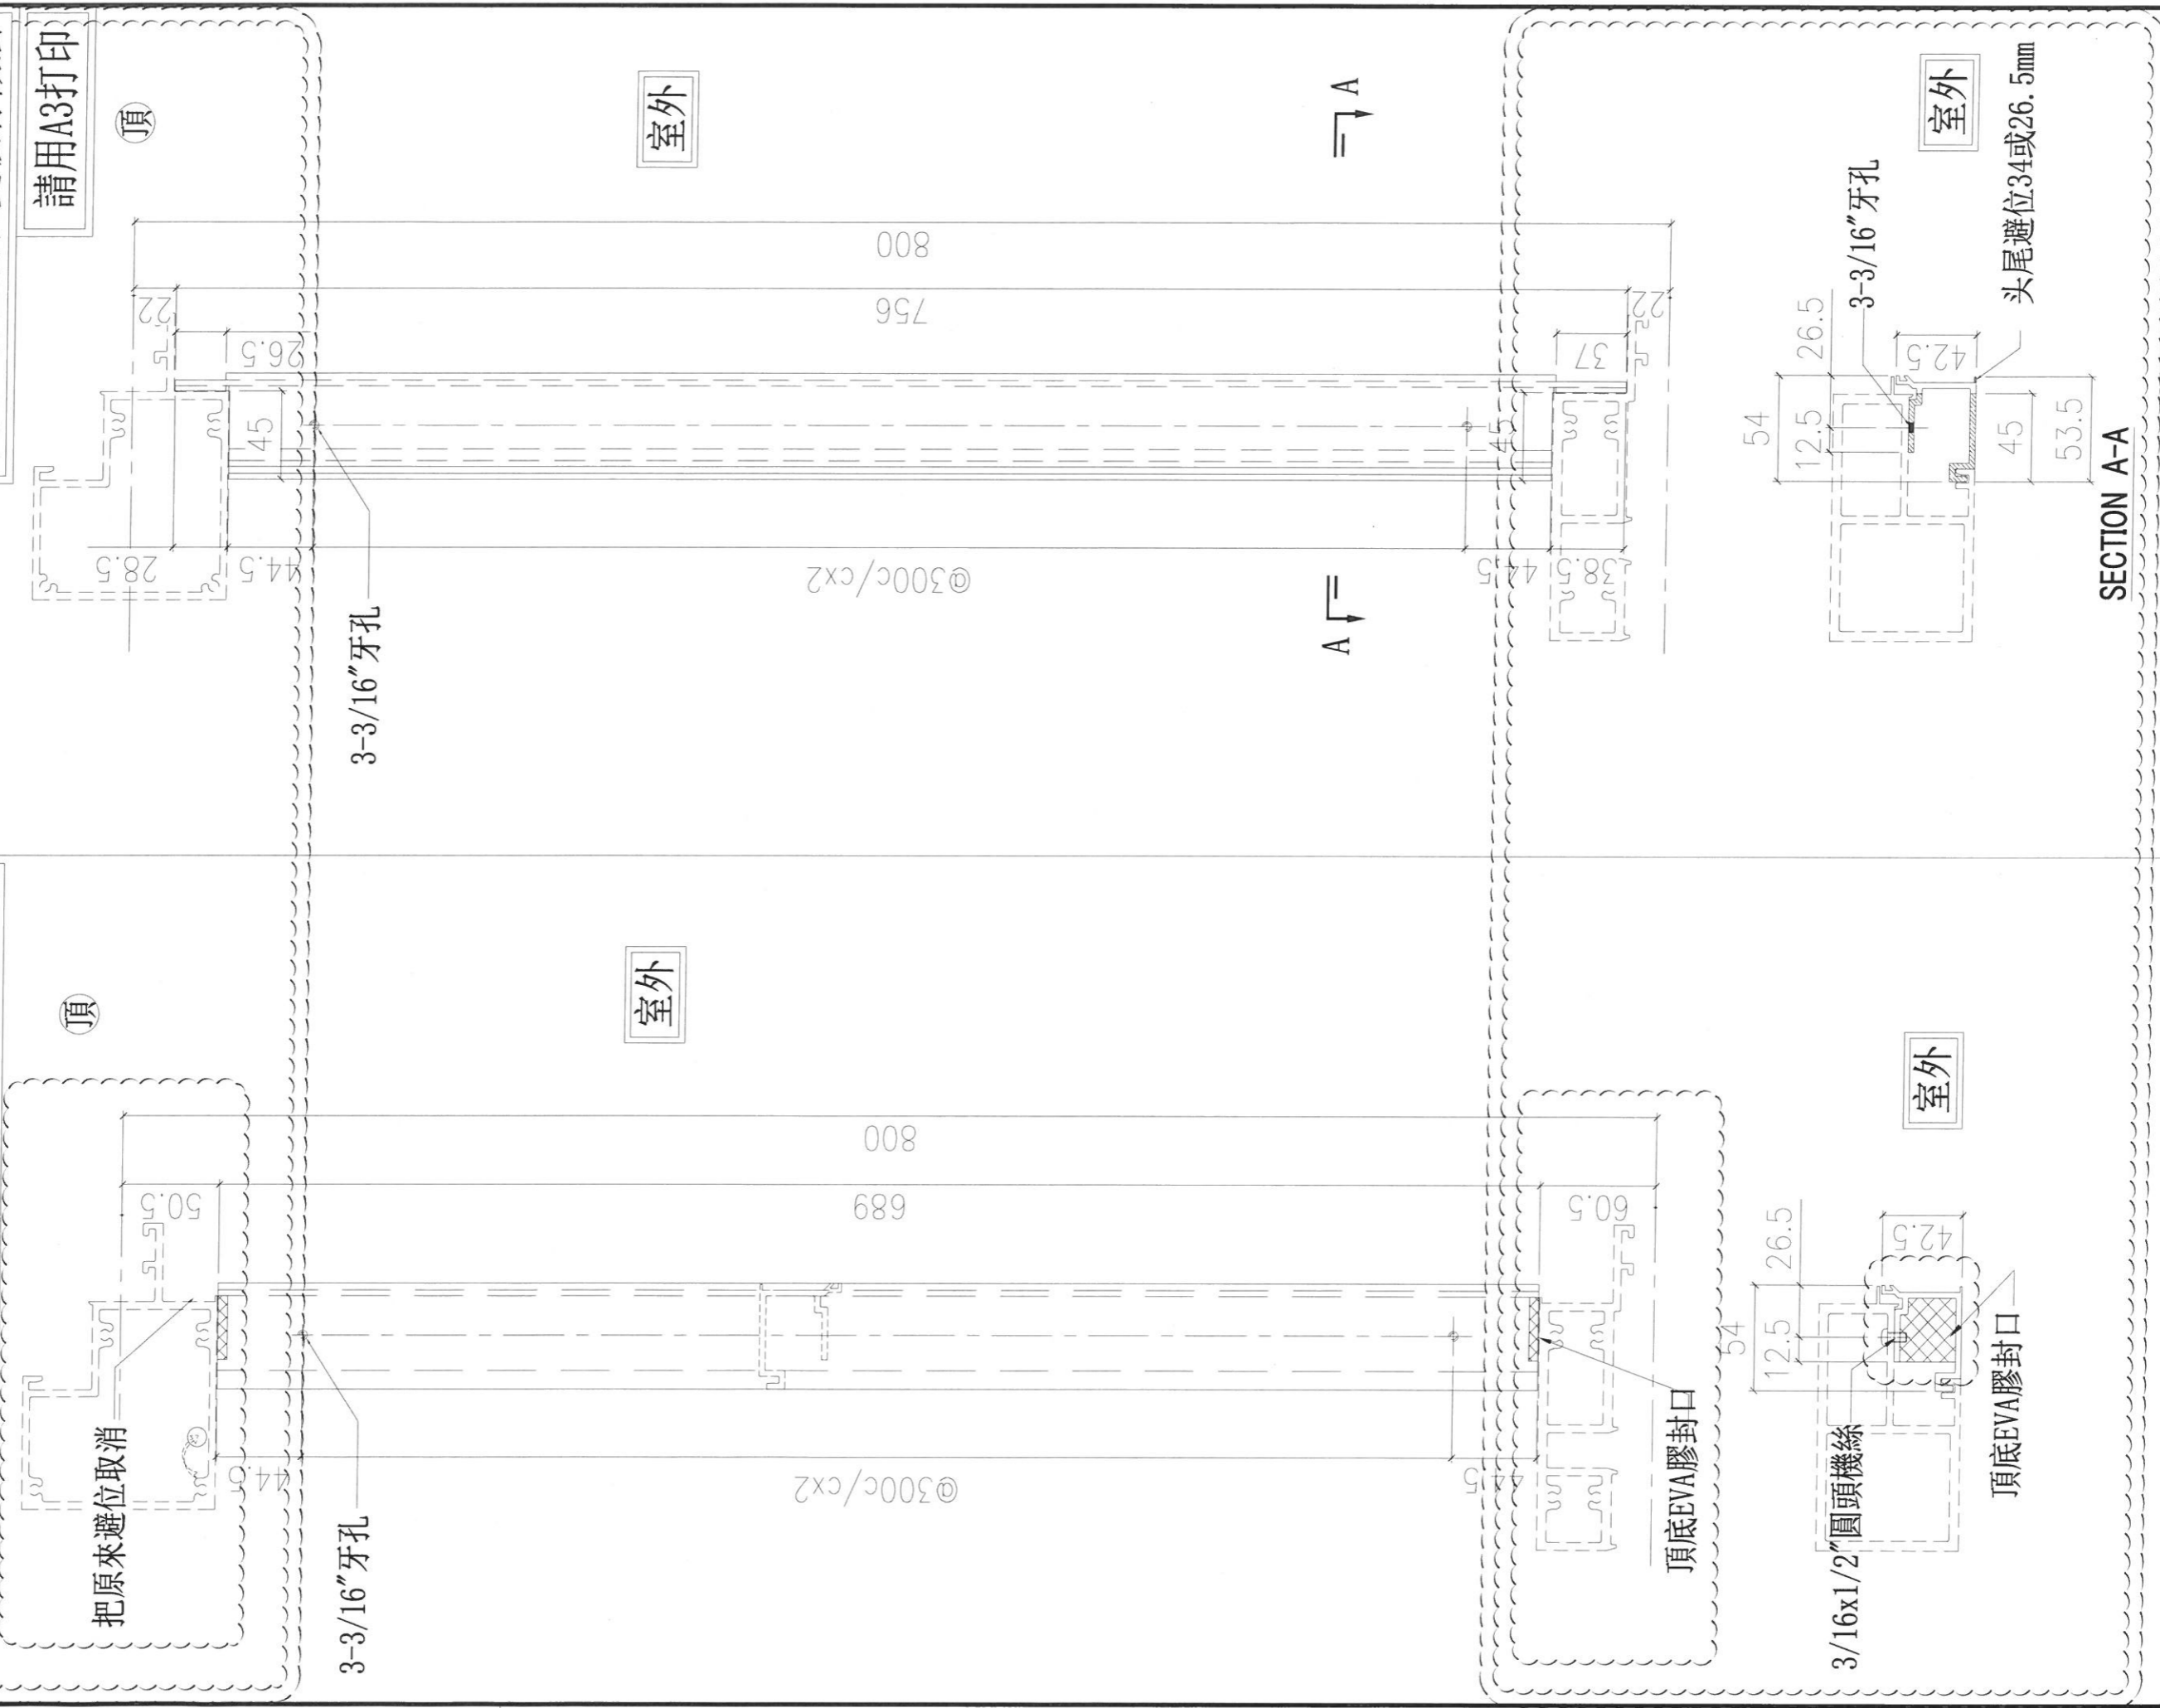 請用A3打印
頂
室外
800
756
22
26.5
45
28.5
44.5
3-3/16"牙孔
@300c/cx2
A
A
22
37
45
44.5
38.5
室外
头尾避位34或26.5mm
3-3/16"牙孔
26.5
42.5
54
12.5
45
53.5
SECTION A-A
頂
室外
800
689
50.5
60.5
把原來避位取消
44.5
3-3/16"牙孔
@300c/cx2
44.5
頂底EVA膠封口
室外
26.5
42.5
54
12.5
3/16x1/2"圓頭機絲
頂底EVA膠封口